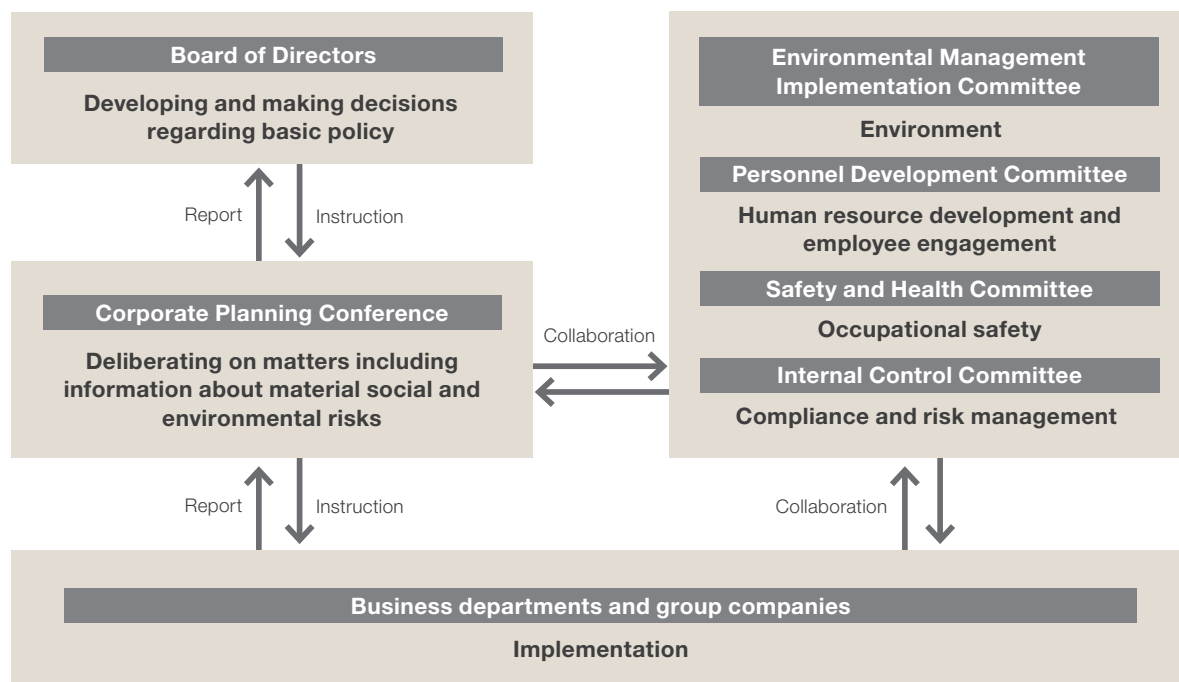 Board of Directors
Developing and making decisions
regarding basic policy
Report
Instruction
Corporate Planning Conference
Deliberating on matters including
information about material social and
environmental risks
Collaboration
Environmental Management
Implementation Committee
Environment
Personnel Development Committee
Human resource development and
employee engagement
Safety and Health Committee
Occupational safety
Internal Control Committee
Compliance and risk management
Report
Instruction
Collaboration
Business departments and group companies
Implementation